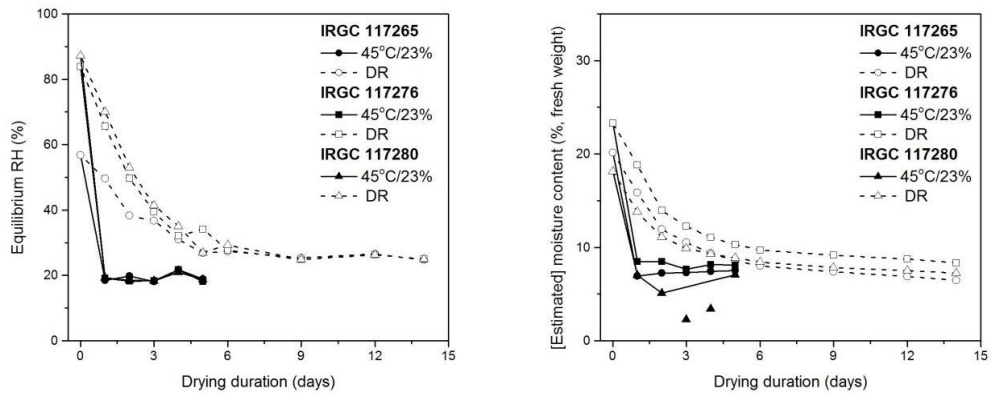 Equilibrium RH (%)
100
80
60
40
20
0
IRGC 117265
45°C/23%
DR
IRGC 117276
45°C/23%
DR
IRGC 117280
45°C/23%
DR
0 3 6 9 12 15
Drying duration (days)
[Estimated] moisture content (%, fresh weight)
30
20
10
0
IRGC 117265
45°C/23%
DR
IRGC 117276
45°C/23%
DR
IRGC 117280
45°C/23%
DR
0 3 6 9 12 15
Drying duration (days)